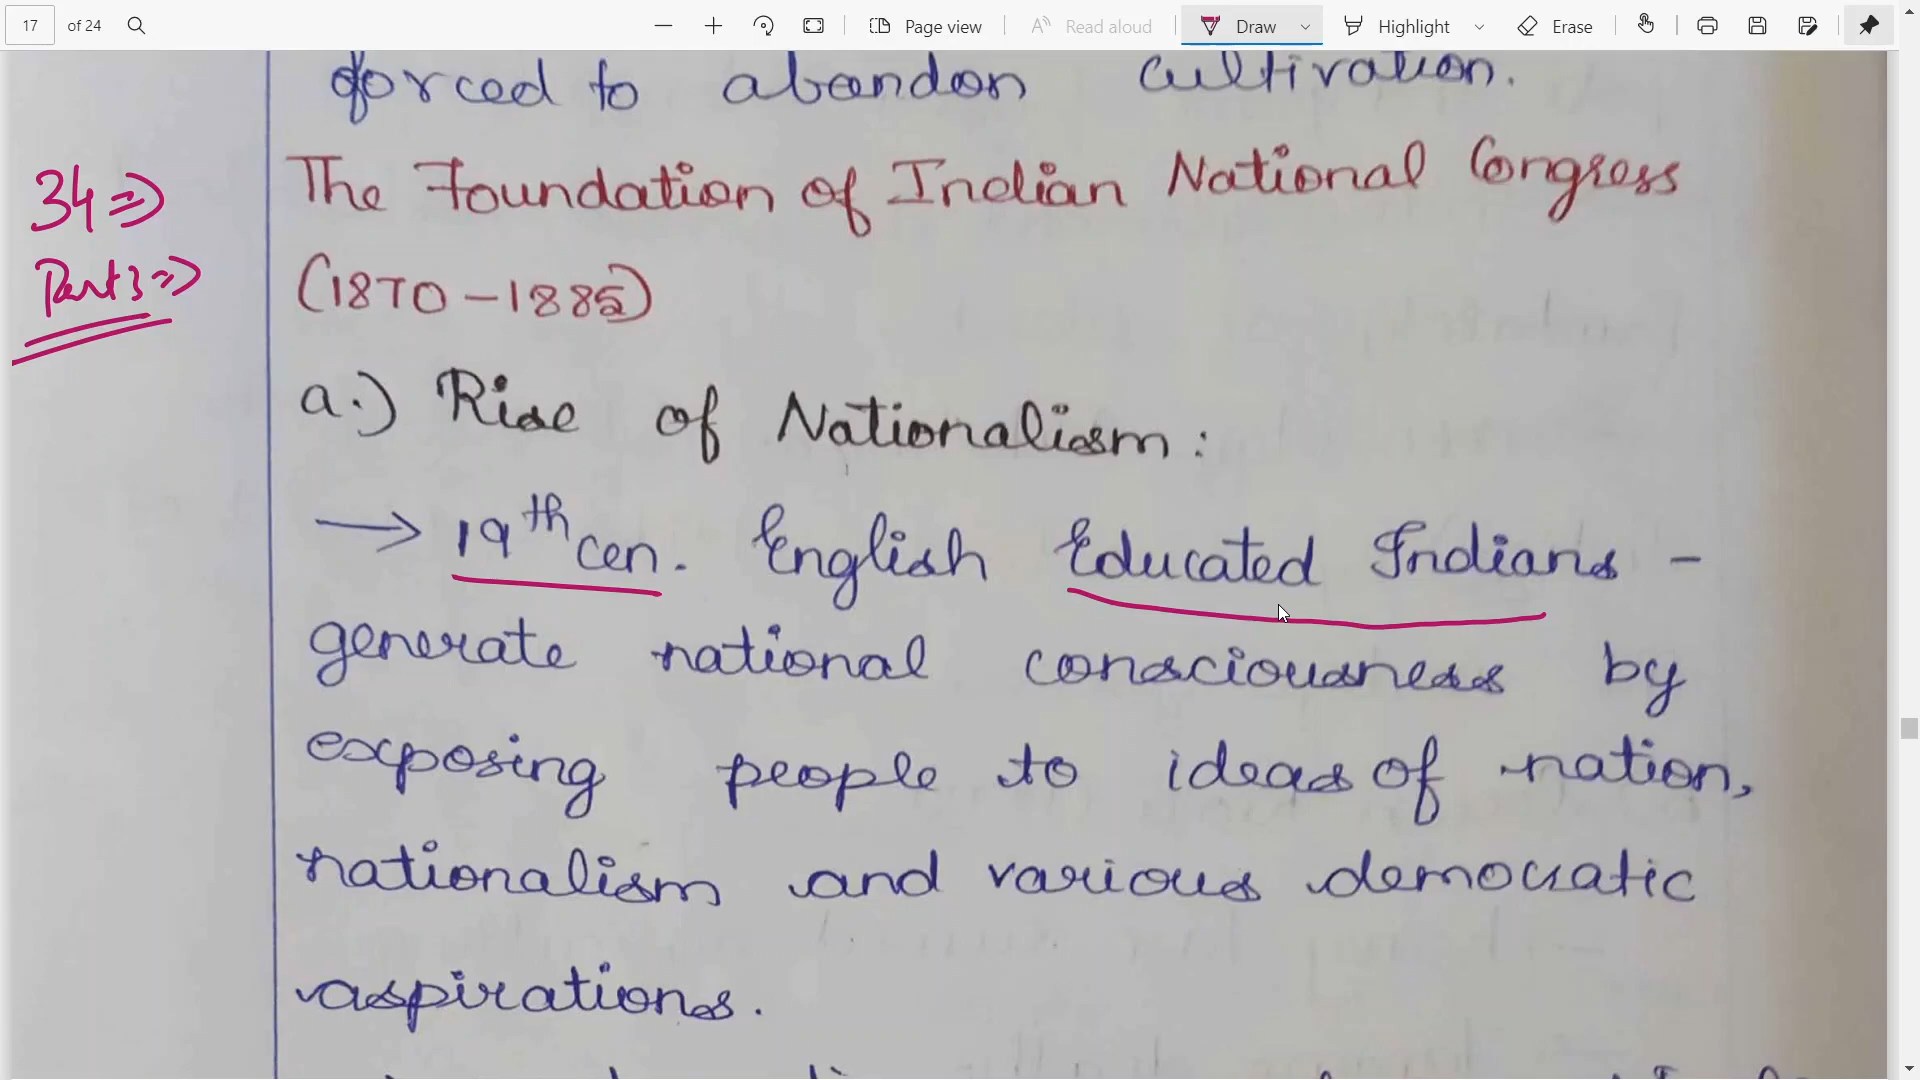 17 of 24 Page view Read aloud Draw Highlight Erase
forced to abandon cultivation.
The Foundation of Indian National Congress
34 ⇒
(1870-1885)
Part 3 ⇒
a.) Rise of Nationalism:
→ 19th cen. English Educated Indians -
generate national consciousness by
exposing people to ideas of nation,
nationalism and various democratic
aspirations.